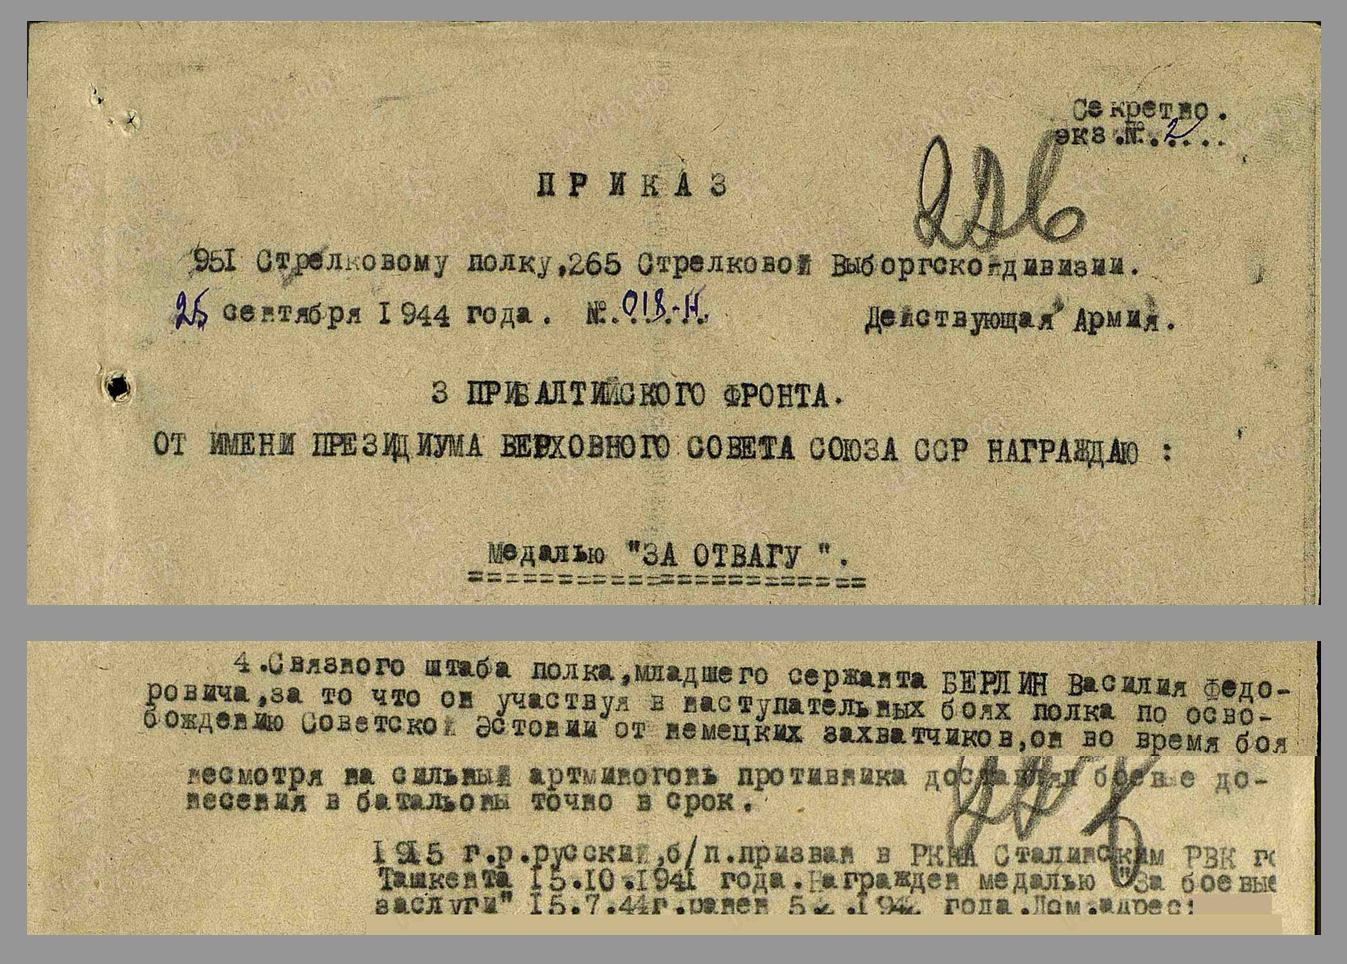 Секретно.
экз.№.2....
226
ПРИКАЗ
951 Стрелковому полку,265 Стрелковой Выборгской дивизии.
25 сентября 1944 года. №.018-Н. Действующая Армия.
3 ПРИБАЛТИЙСКОГО ФРОНТА.
ОТ ИМЕНИ ПРЕЗИДИУМА ВЕРХОВНОГО СОВЕТА СОЮЗА ССР НАГРАЖДАЮ :
Медалью "ЗА ОТВАГУ ".
4.Связного штаба полка,младшего сержанта БЕРЛИН Василия Федо-
ровича,за то что он участвуя в наступательных боях полка по осво-
бождению Советской Эстонии от немецких захватчиков,он во время боя
несмотря на сильный артминогонь противника доставлял боевые до-
несения в батальоны точно в срок.
1915 г.р.русский,б/п.призван в РККА Сталинским РВК го
Ташкента 15.10.1941 года.Награжден медалью "За боевые
заслуги" 15.7.44г.ранен года.Дом.адрес: